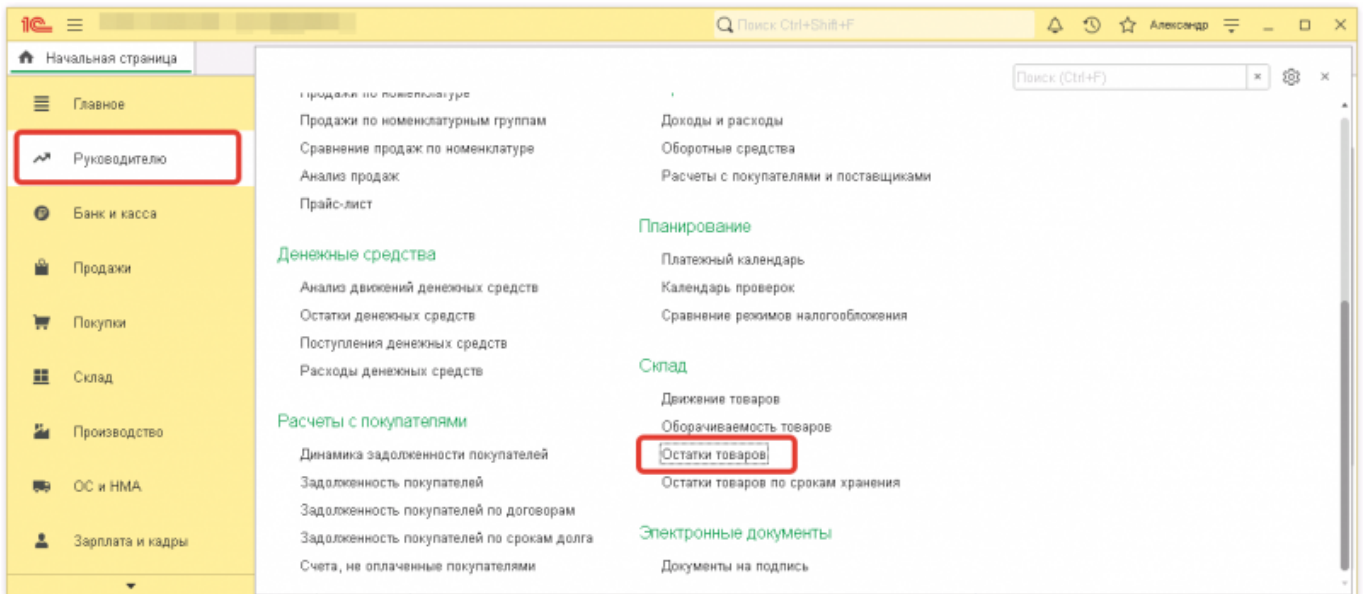 1С
Поиск Ctrl+Shift+F
Александр
Начальная страница
Поиск (Ctrl+F)
Главное
Руководителю
Банк и касса
Продажи
Покупки
Склад
Производство
ОС и НМА
Зарплата и кадры
Продажи по номенклатуре
Продажи по номенклатурным группам
Сравнение продаж по номенклатуре
Анализ продаж
Прайс-лист
Денежные средства
Анализ движений денежных средств
Остатки денежных средств
Поступления денежных средств
Расходы денежных средств
Расчеты с покупателями
Динамика задолженности покупателей
Задолженность покупателей
Задолженность покупателей по договорам
Задолженность покупателей по срокам долга
Счета, не оплаченные покупателями
Доходы и расходы
Оборотные средства
Расчеты с покупателями и поставщиками
Планирование
Платежный календарь
Календарь проверок
Сравнение режимов налогообложения
Склад
Движение товаров
Оборачиваемость товаров
Остатки товаров
Остатки товаров по срокам хранения
Электронные документы
Документы на подпись